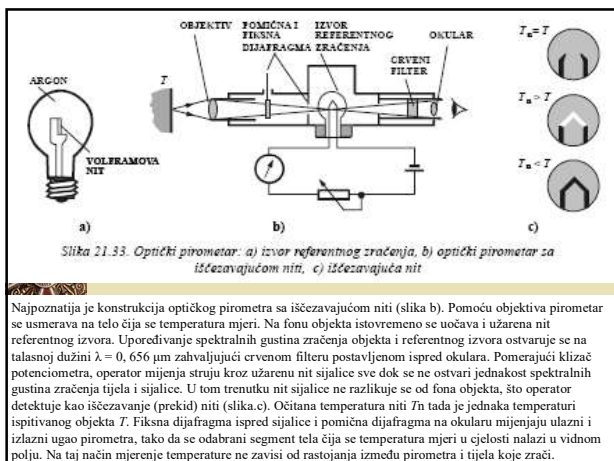 OBJEKTIV
POMIČNA I
FIKSNA
DIJAFRAGMA
IZVOR
REFERENTNOG
ZRAČENJA
OKULAR
CRVENI
FILTER
T
ARGON
VOLFRAMOVA
NIT
Tn= T
Tn > T
Tn < T
a)
b)
c)
Slika 21.33. Optički pirometar: a) izvor referentnog zračenja, b) optički pirometar sa
iščezavajućom niti, c) iščezavajuća nit
Najpoznatija je konstrukcija optičkog pirometra sa iščezavajućom niti (slika b). Pomoću objektiva pirometar
se usmerava na telo čija se temperatura mjeri. Na fonu objekta istovremeno se uočava i užarena nit
referentnog izvora. Upoređivanje spektralnih gustina zračenja objekta i referentnog izvora ostvaruje se na
talasnoj dužini λ = 0, 656 μm zahvaljujući crvenom filteru postavljenom ispred okulara. Pomerajući klizač
potenciometra, operator mijenja struju kroz užarenu nit sijalice sve dok se ne ostvari jednakost spektralnih
gustina zračenja tijela i sijalice. U tom trenutku nit sijalice ne razlikuje se od fona objekta, što operator
detektuje kao iščezavanje (prekid) niti (slika.c). Očitana temperatura niti Tn tada je jednaka temperaturi
ispitivanog objekta T. Fiksna dijafragma ispred sijalice i pomična dijafragma na okularu mijenjaju ulazni i
izlazni ugao pirometra, tako da se odabrani segment tela čija se temperatura mjeri u cjelosti nalazi u vidnom
polju. Na taj način mjerenje temperature ne zavisi od rastojanja između pirometra i tijela koje zrači.